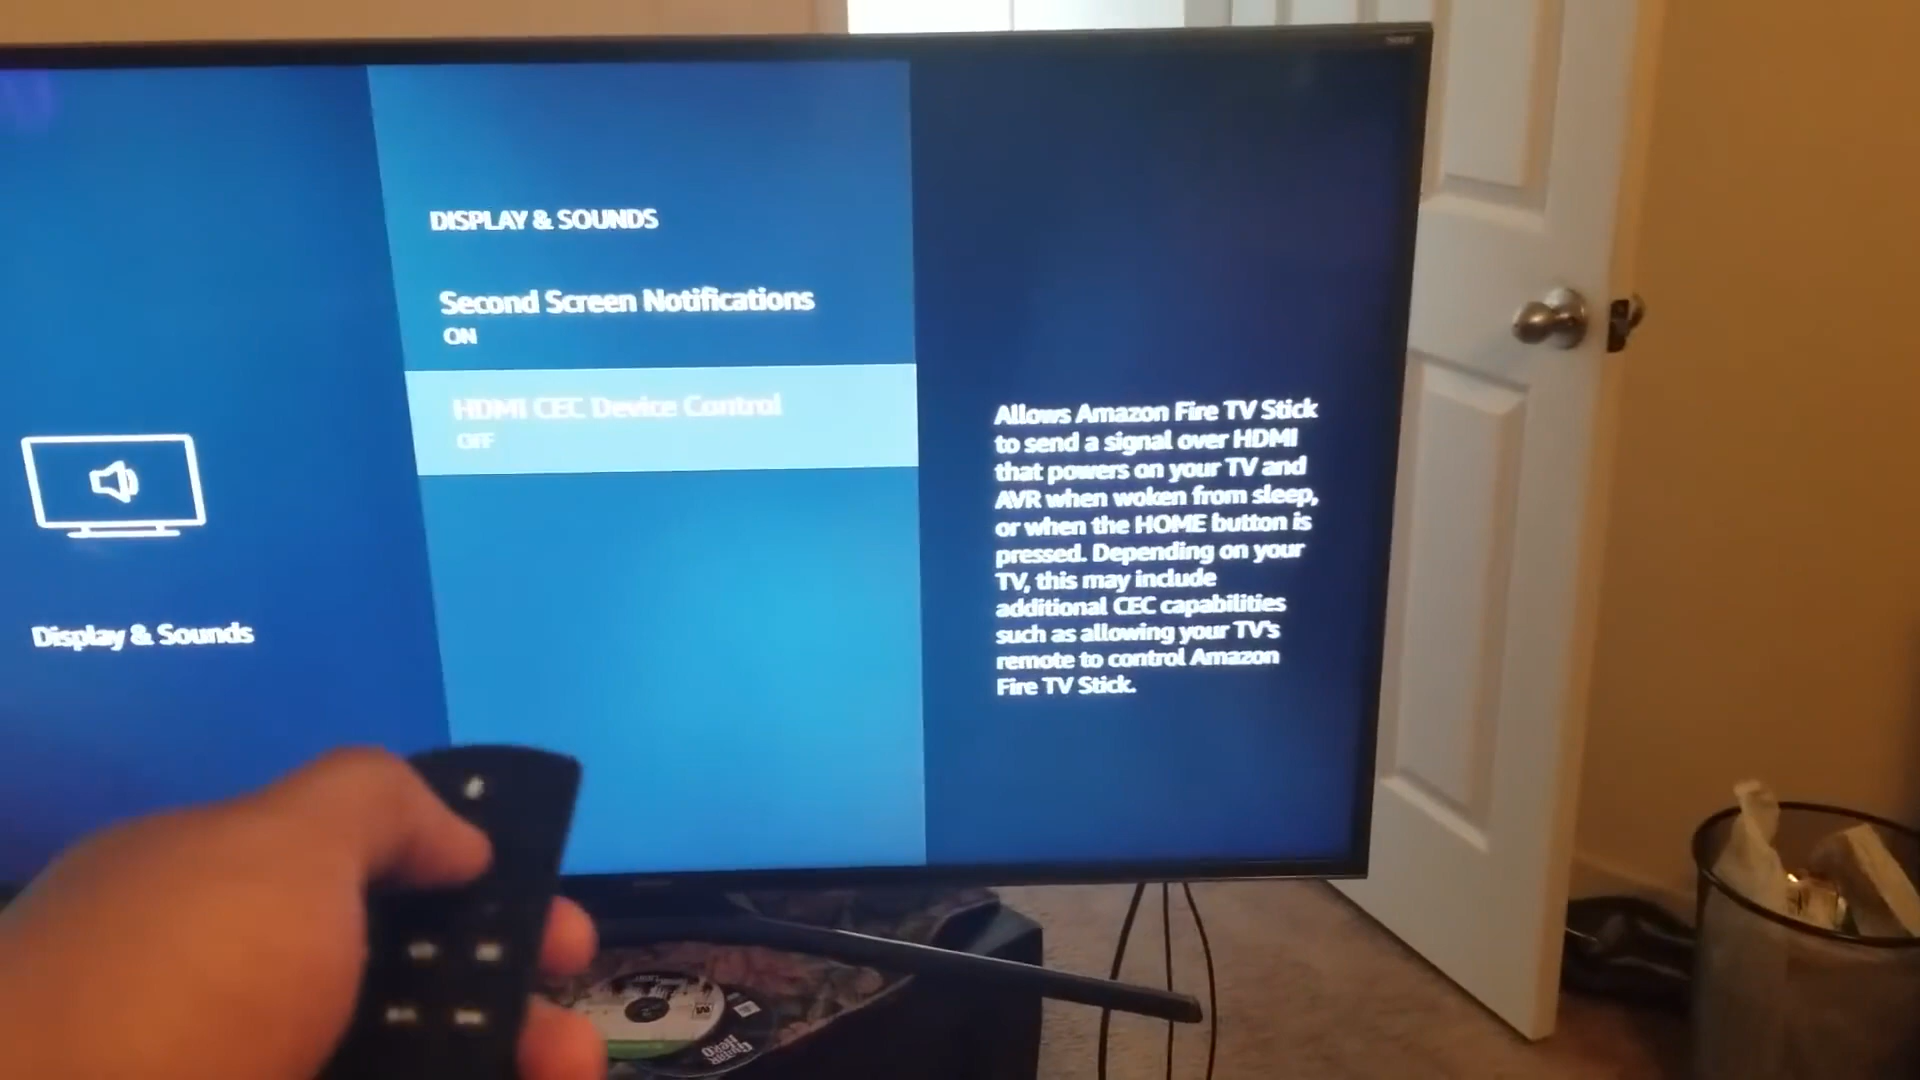 DISPLAY & SOUNDS
Second Screen Notifications
ON
HDMI CEC Device Control
OFF
Display & Sounds
Allows Amazon Fire TV Stick
to send a signal over HDMI
that powers on your TV and
AVR when woken from sleep,
or when the HOME button is
pressed. Depending on your
TV, this may include
additional CEC capabilities
such as allowing your TV's
remote to control Amazon
Fire TV Stick.
GUITAR
HERO